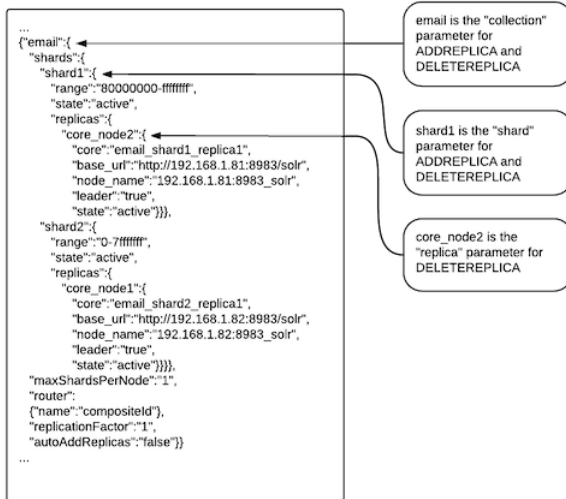 ...
{"email":{
"shards":{
"shard1":{
"range":"80000000-ffffffff",
"state":"active",
"replicas":{
"core_node2":{
"core":"email_shard1_replica1",
"base_url":"http://192.168.1.81:8983/solr",
"node_name":"192.168.1.81:8983_solr",
"leader":"true",
"state":"active"}}},
"shard2":{
"range":"0-7fffffff",
"state":"active",
"replicas":{
"core_node1":{
"core":"email_shard2_replica1",
"base_url":"http://192.168.1.82:8983/solr",
"node_name":"192.168.1.82:8983_solr",
"leader":"true",
"state":"active"}}}},
"maxShardsPerNode":"1",
"router":
{"name":"compositeId"},
"replicationFactor":"1",
"autoAddReplicas":"false"}}
...
email is the "collection"
parameter for
ADDREPLICA and
DELETEREPLICA
shard1 is the "shard"
parameter for
ADDREPLICA and
DELETEREPLICA
core_node2 is the
"replica" parameter for
DELETEREPLICA